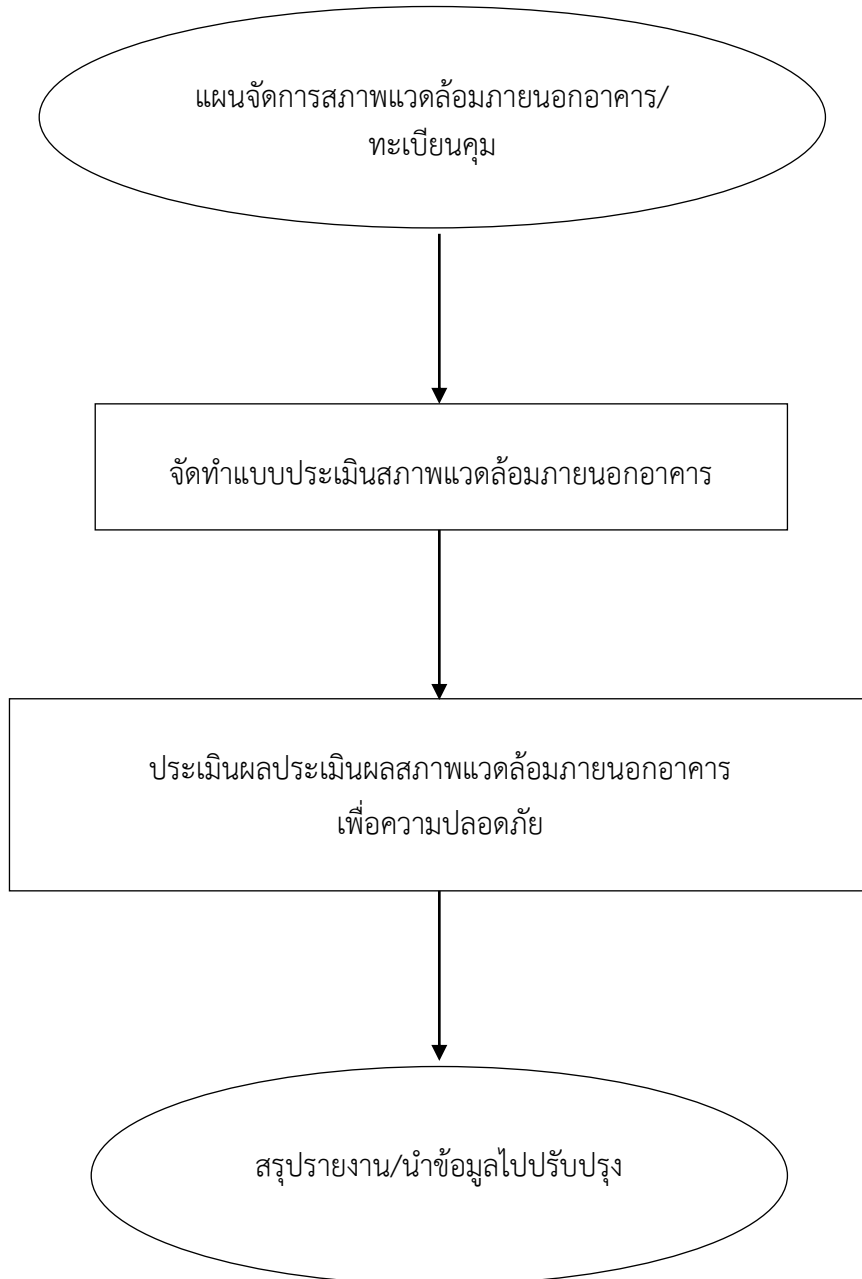 แผนจัดการสภาพแวดล้อมภายนอกอาคาร/
ทะเบียนคุม
จัดทำแบบประเมินสภาพแวดล้อมภายนอกอาคาร
ประเมินผลประเมินผลสภาพแวดล้อมภายนอกอาคาร
เพื่อความปลอดภัย
สรุปรายงาน/นำข้อมูลไปปรับปรุง